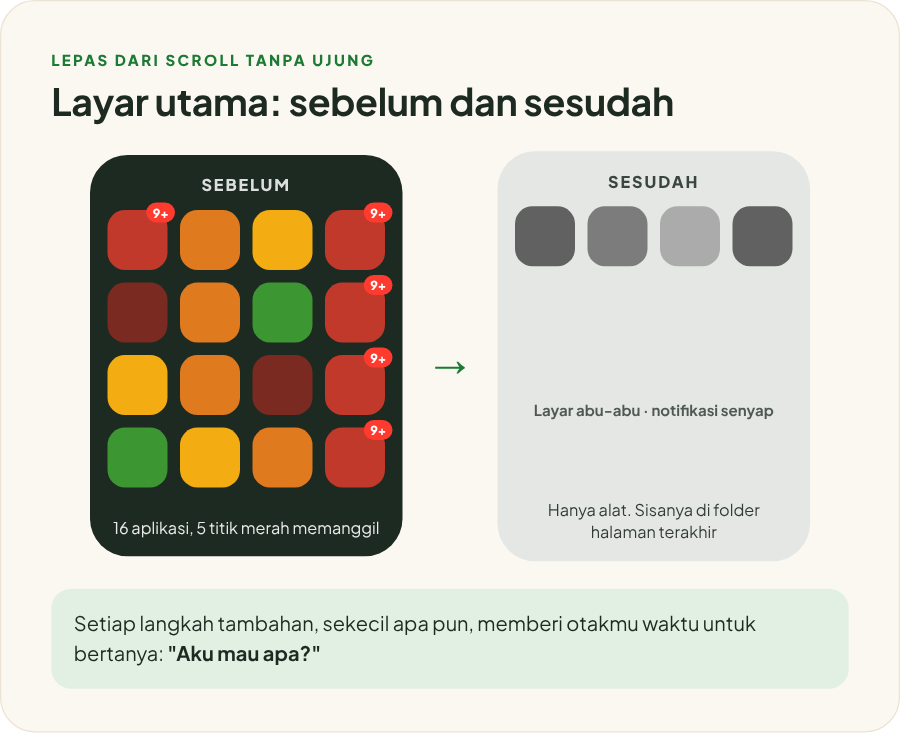 LEPAS DARI SCROLL TANPA UJUNG
Layar utama: sebelum dan sesudah
SEBELUM
9+
9+
9+
9+
9+
16 aplikasi, 5 titik merah memanggil
→
SESUDAH
Layar abu-abu · notifikasi senyap
Hanya alat. Sisanya di folder
halaman terakhir
Setiap langkah tambahan, sekecil apa pun, memberi otakmu waktu untuk
bertanya: "Aku mau apa?"